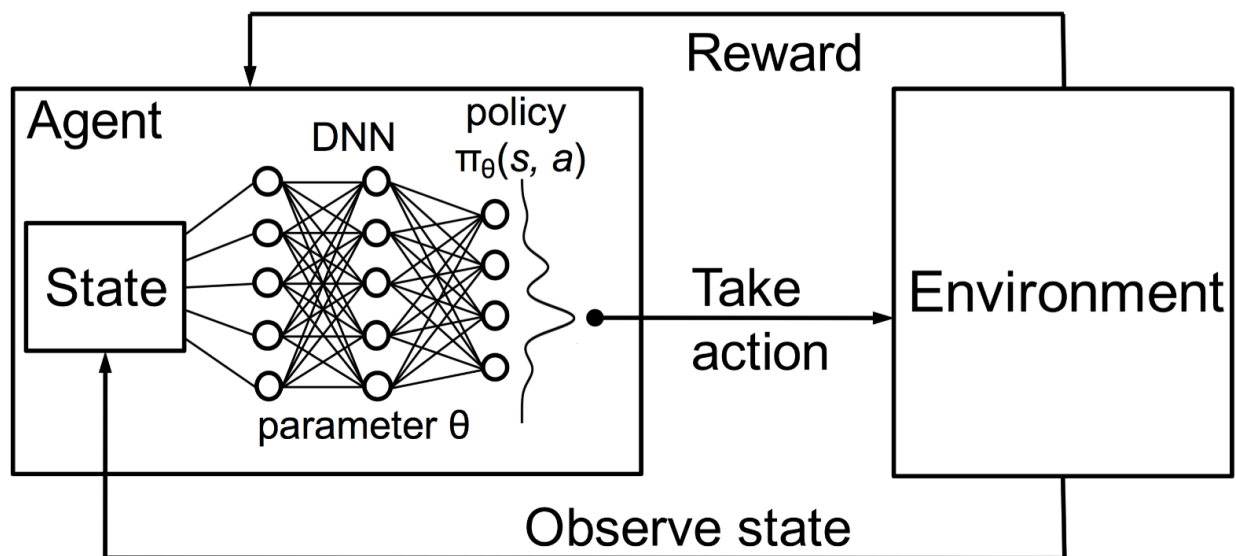 Reward
Agent
policy
DNN
πθ(s, a)
State
Take
action
Environment
parameter θ
Observe state